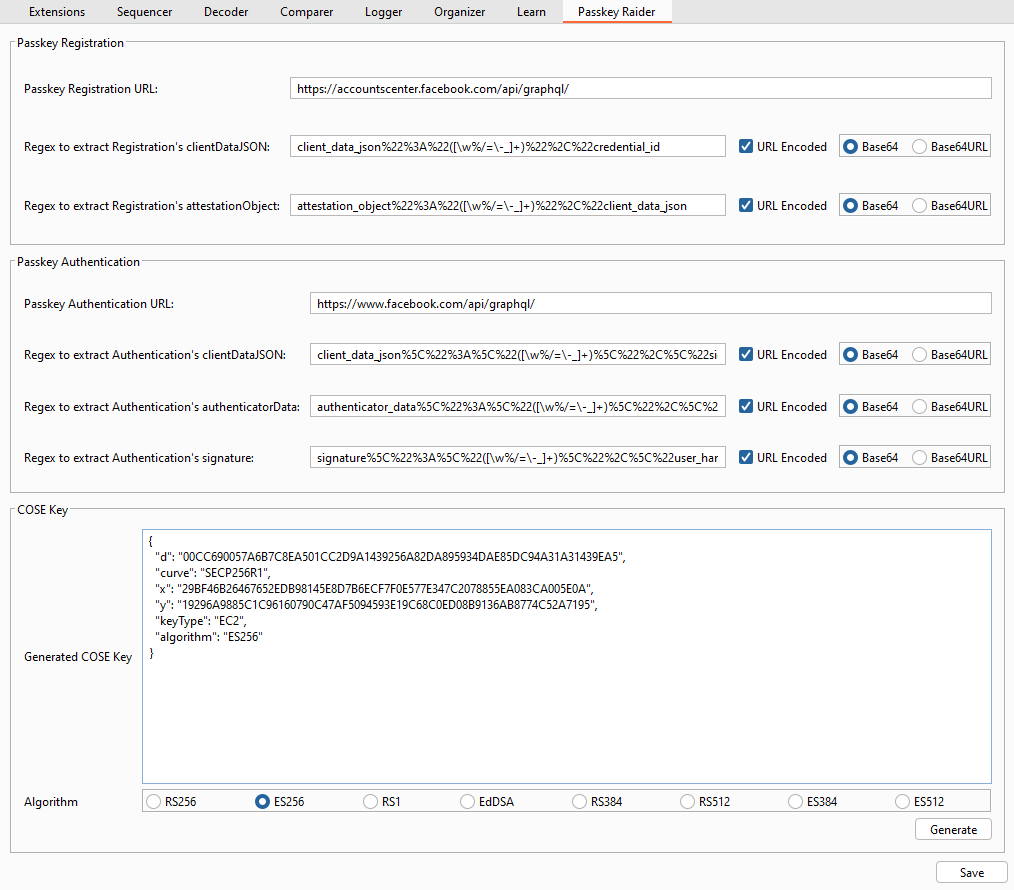 Extensions Sequencer Decoder Comparer Logger Organizer Learn Passkey Raider
Passkey Registration
Passkey Registration URL: https://accountscenter.facebook.com/api/graphql/
Regex to extract Registration's clientDataJSON: client_data_json%22%3A%22([\w%/=\-_]+)%22%2C%22credential_id URL Encoded Base64 Base64URL
Regex to extract Registration's attestationObject: attestation_object%22%3A%22([\w%/=\-_]+)%22%2C%22client_data_json URL Encoded Base64 Base64URL
Passkey Authentication
Passkey Authentication URL: https://www.facebook.com/api/graphql/
Regex to extract Authentication's clientDataJSON: client_data_json%5C%22%3A%5C%22([\w%/=\-_]+)%5C%22%2C%5C%22si URL Encoded Base64 Base64URL
Regex to extract Authentication's authenticatorData: authenticator_data%5C%22%3A%5C%22([\w%/=\-_]+)%5C%22%2C%5C%2 URL Encoded Base64 Base64URL
Regex to extract Authentication's signature: signature%5C%22%3A%5C%22([\w%/=\-_]+)%5C%22%2C%5C%22user_har URL Encoded Base64 Base64URL
COSE Key
{
"d": "00CC690057A6B7C8EA501CC2D9A1439256A82DA895934DAE85DC94A31A31439EA5",
"curve": "SECP256R1",
"x": "29BF46B26467652EDB98145E8D7B6ECF7F0E577E347C2078855EA083CA005E0A",
"y": "19296A9885C1C96160790C47AF5094593E19C68C0ED08B9136AB8774C52A7195",
"keyType": "EC2",
"algorithm": "ES256"
}
Generated COSE Key
Algorithm RS256 ES256 RS1 EdDSA RS384 RS512 ES384 ES512
Generate
Save